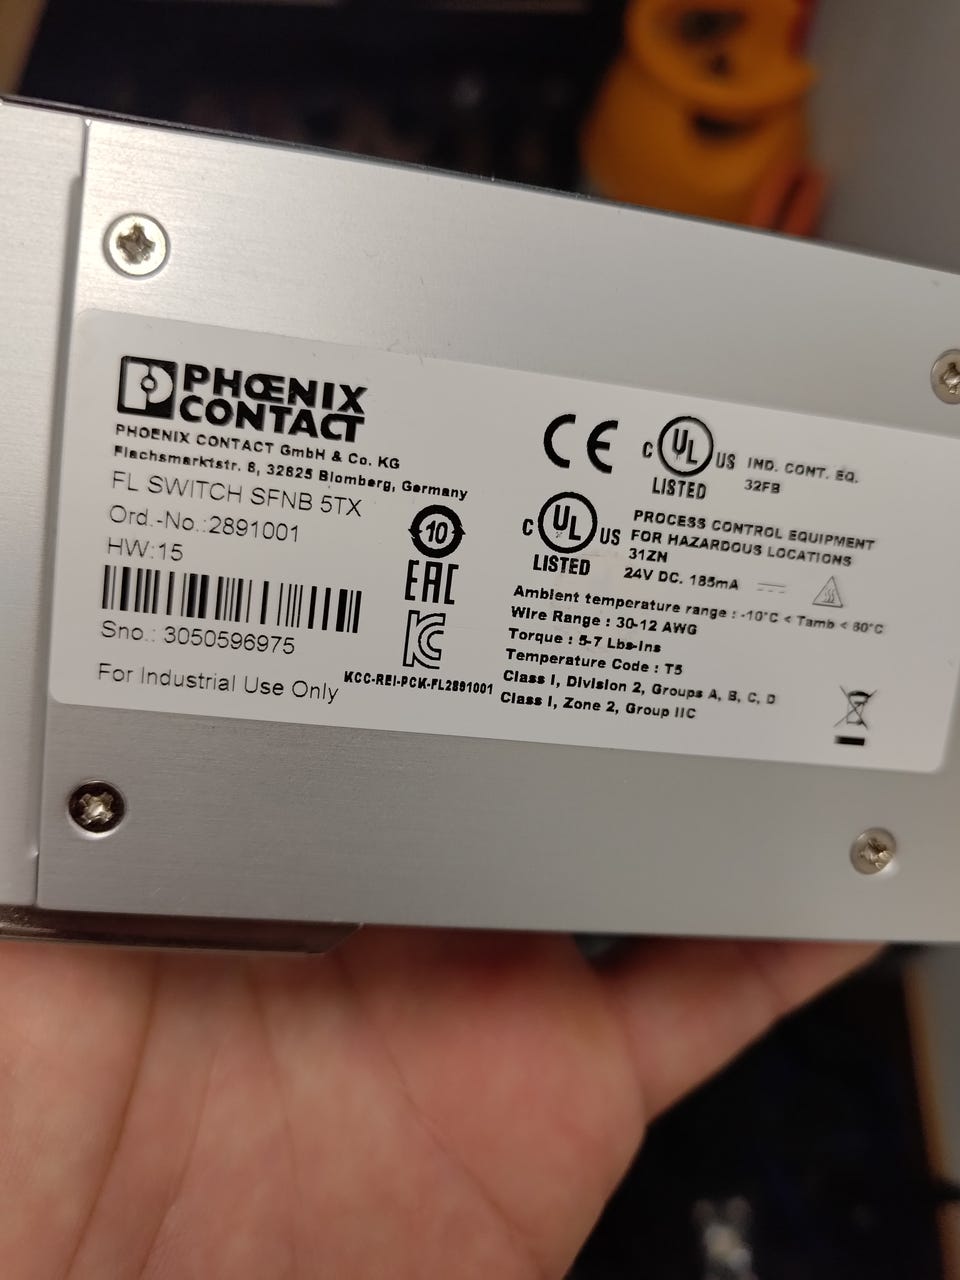 PHŒNIX
CONTACT
PHOENIX CONTACT GmbH & Co. KG
Flachsmarktstr. 8, 32825 Blomberg, Germany
FL SWITCH SFNB 5TX
Ord.-No.:2891001
HW:15
Sno.: 3050596975
For Industrial Use Only
10
EAC
KC
KCC-REI-PCK-FL2891001
CE
C UL US IND. CONT. EQ.
LISTED 32FB
C UL US
LISTED
PROCESS CONTROL EQUIPMENT
FOR HAZARDOUS LOCATIONS
31ZN
24V DC. 185mA
Ambient temperature range : -10°C < Tamb < 60°C
Wire Range : 30-12 AWG
Torque : 5-7 Lbs-Ins
Temperature Code : T5
Class I, Division 2, Groups A, B, C, D
Class I, Zone 2, Group IIC